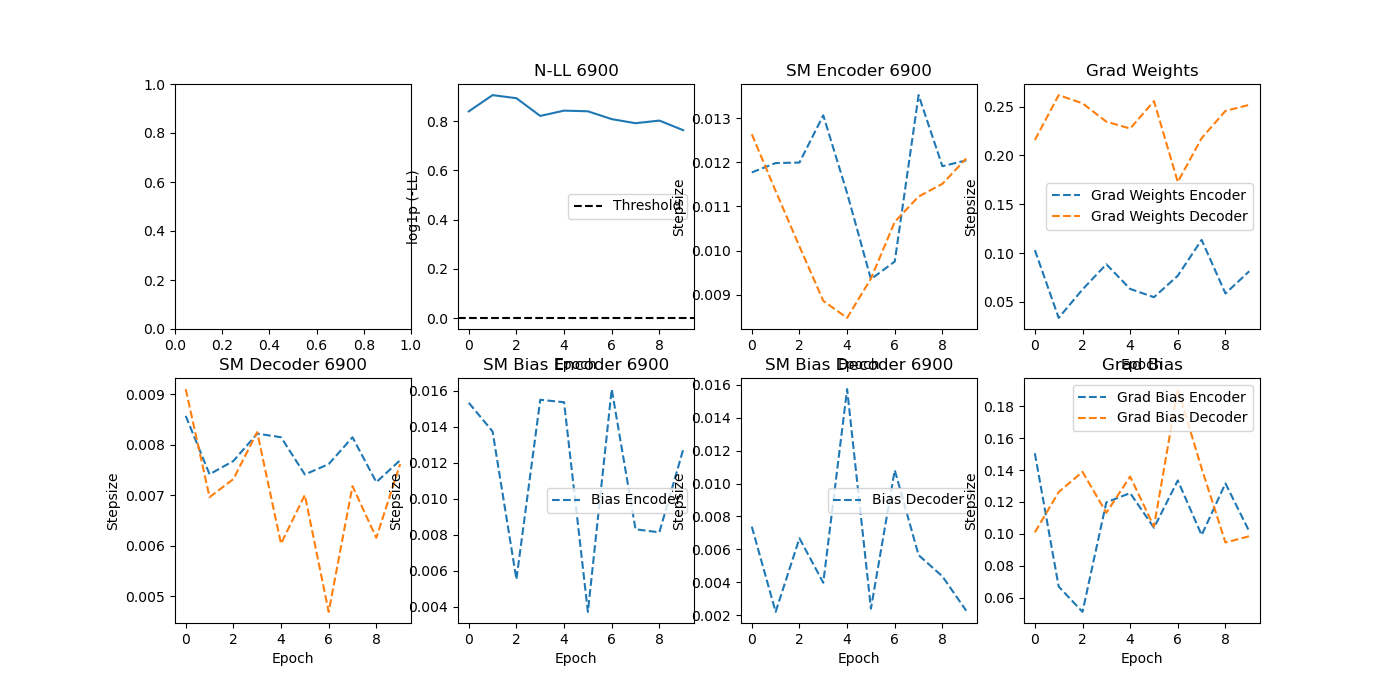 N-LL 6900
SM Encoder 6900
Grad Weights
1.0
0.8
0.6
0.4
0.2
0.0
0.0 0.2 0.4 0.6 0.8 1.0
log1p (-LL)
0.8
0.6
0.4
0.2
0.0
Threshold
0 2 4 6 8
Epoch
Stepsize
0.013
0.012
0.011
0.010
0.009
0 2 4 6 8
Epoch
Stepsize
0.25
0.20
0.15
0.10
0.05
Grad Weights Encoder
Grad Weights Decoder
0 2 4 6 8
Epoch
SM Decoder 6900
SM Bias Encoder 6900
SM Bias Decoder 6900
Grad Bias
Stepsize
0.009
0.008
0.007
0.006
0.005
0 2 4 6 8
Epoch
Stepsize
0.016
0.014
0.012
0.010
0.008
0.006
0.004
Bias Encoder
0 2 4 6 8
Epoch
Stepsize
0.016
0.014
0.012
0.010
0.008
0.006
0.004
0.002
Bias Decoder
0 2 4 6 8
Epoch
Stepsize
0.18
0.16
0.14
0.12
0.10
0.08
0.06
Grad Bias Encoder
Grad Bias Decoder
0 2 4 6 8
Epoch